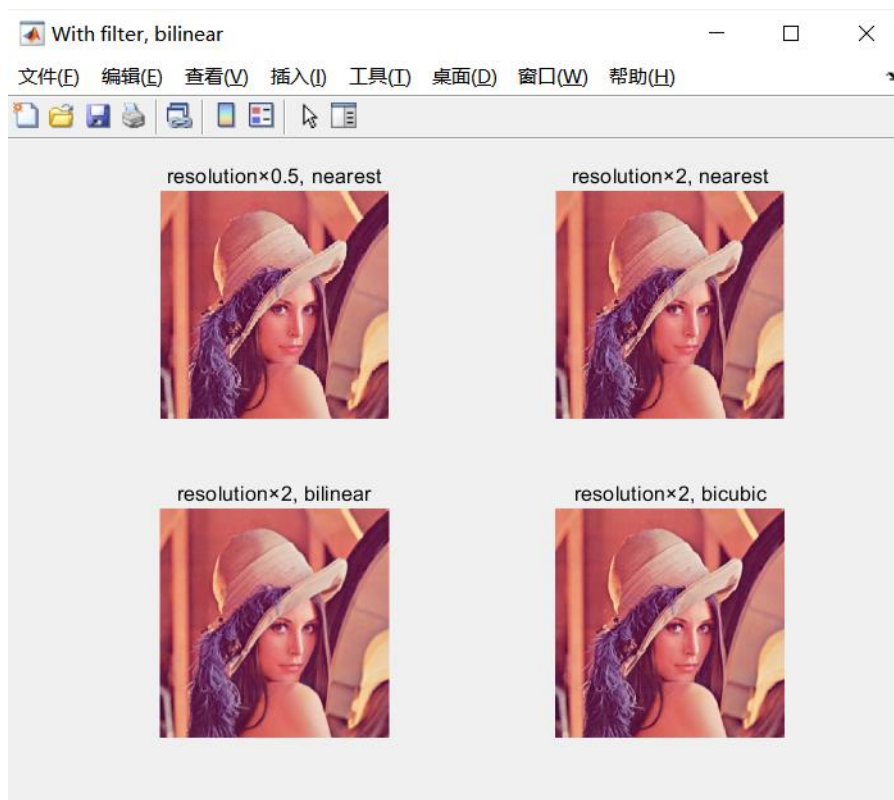 With filter, bilinear
文件(F) 编辑(E) 查看(V) 插入(I) 工具(T) 桌面(D) 窗口(W) 帮助(H)
resolution×0.5, nearest
resolution×2, nearest
resolution×2, bilinear
resolution×2, bicubic